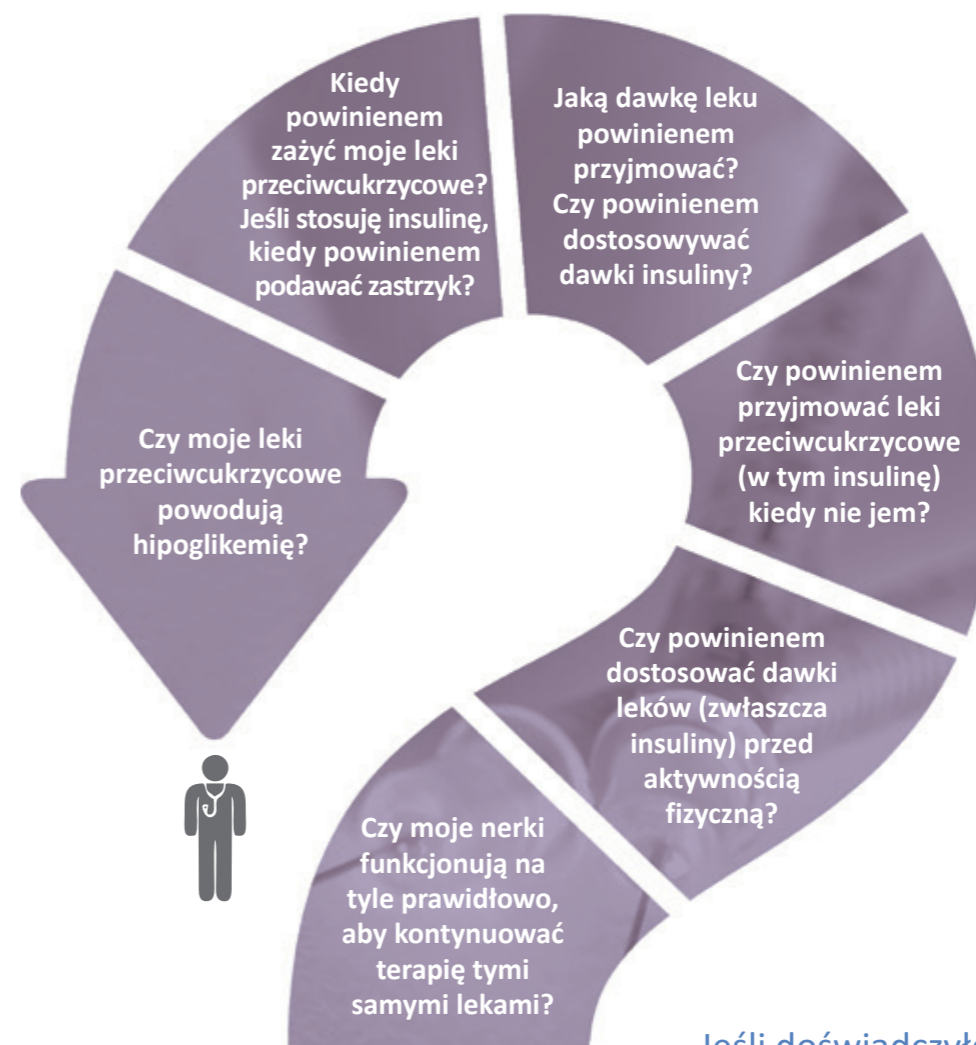 Kiedy
powinienem
zażyć moje leki
przeciwcukrzycowe?
Jeśli stosuję insulinę,
kiedy powinienem
podawać zastrzyk?
Jaką dawkę leku
powinienem
przyjmować?
Czy powinienem
dostosowywać
dawki insuliny?
Czy powinienem
przyjmować leki
przeciwcukrzycowe
(w tym insulinę)
kiedy nie jem?
Czy moje leki
przeciwcukrzycowe
powodują
hipoglikemię?
Czy powinienem
dostosować dawki
leków (zwłaszcza
insuliny) przed
aktywnością
fizyczną?
Czy moje nerki
funkcjonują na
tyle prawidłowo,
aby kontynuować
terapię tymi
samymi lekami?
Jeśli